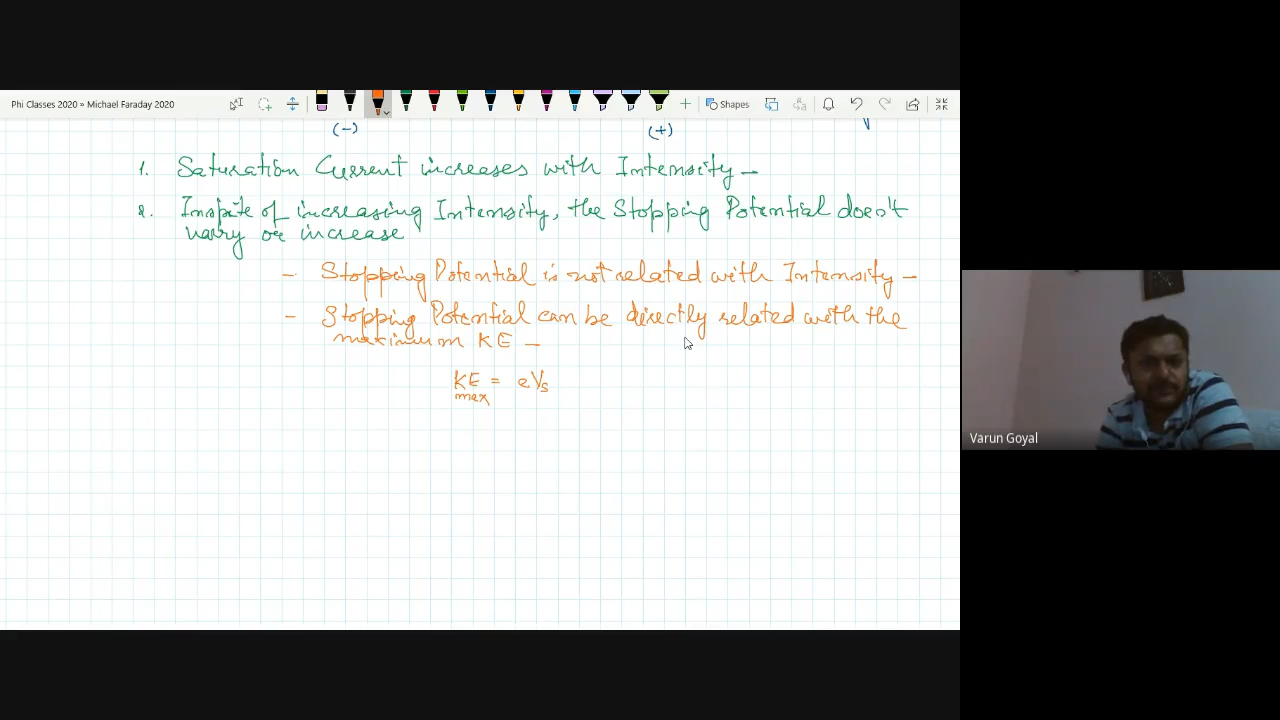 Phi Classes 2020 » Michael Faraday 2020
Shapes
(-)
(+)
1. Saturation Current increases with Intensity -
2. Inspite of increasing Intensity, the Stopping Potential doesn't
varry or increase
- Stopping Potential is not related with Intensity -
- Stopping Potential can be directly related with the
maximum KE -
KE = eVs
max
Varun Goyal